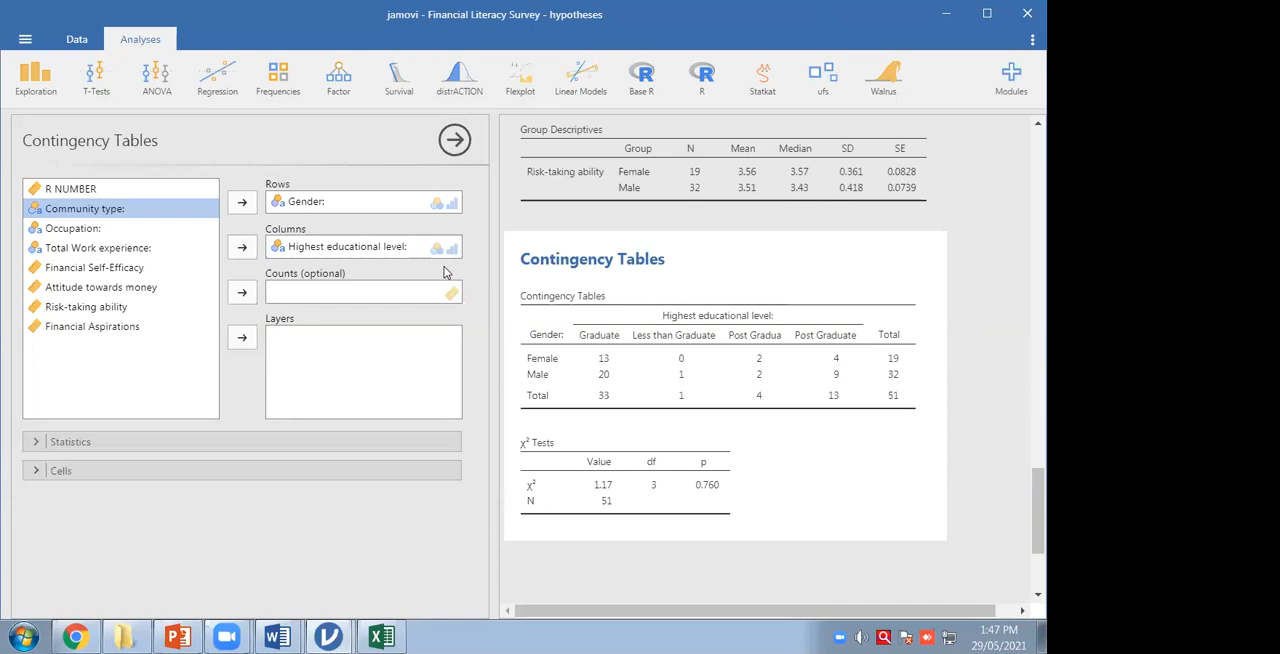 jamovi - Financial Literacy Survey - hypotheses
Data Analyses
Exploration T-Tests ANOVA Regression Frequencies Factor Survival distrACTION Flexplot Linear Models Base R R Statkat ufs Walrus Modules
Contingency Tables
R NUMBER
Community type:
Occupation:
Total Work experience:
Financial Self-Efficacy
Attitude towards money
Risk-taking ability
Financial Aspirations
Rows
Gender:
Columns
Highest educational level:
Counts (optional)
Layers
Statistics
Cells
Group Descriptives
Group N Mean Median SD SE
Risk-taking ability Female 19 3.56 3.57 0.361 0.0828
Male 32 3.51 3.43 0.418 0.0739
Contingency Tables
Contingency Tables
Highest educational level:
Gender: Graduate Less than Graduate Post Gradua Post Graduate Total
Female 13 0 2 4 19
Male 20 1 2 9 32
Total 33 1 4 13 51
χ² Tests
Value df p
χ² 1.17 3 0.760
N 51
1:47 PM
29/05/2021